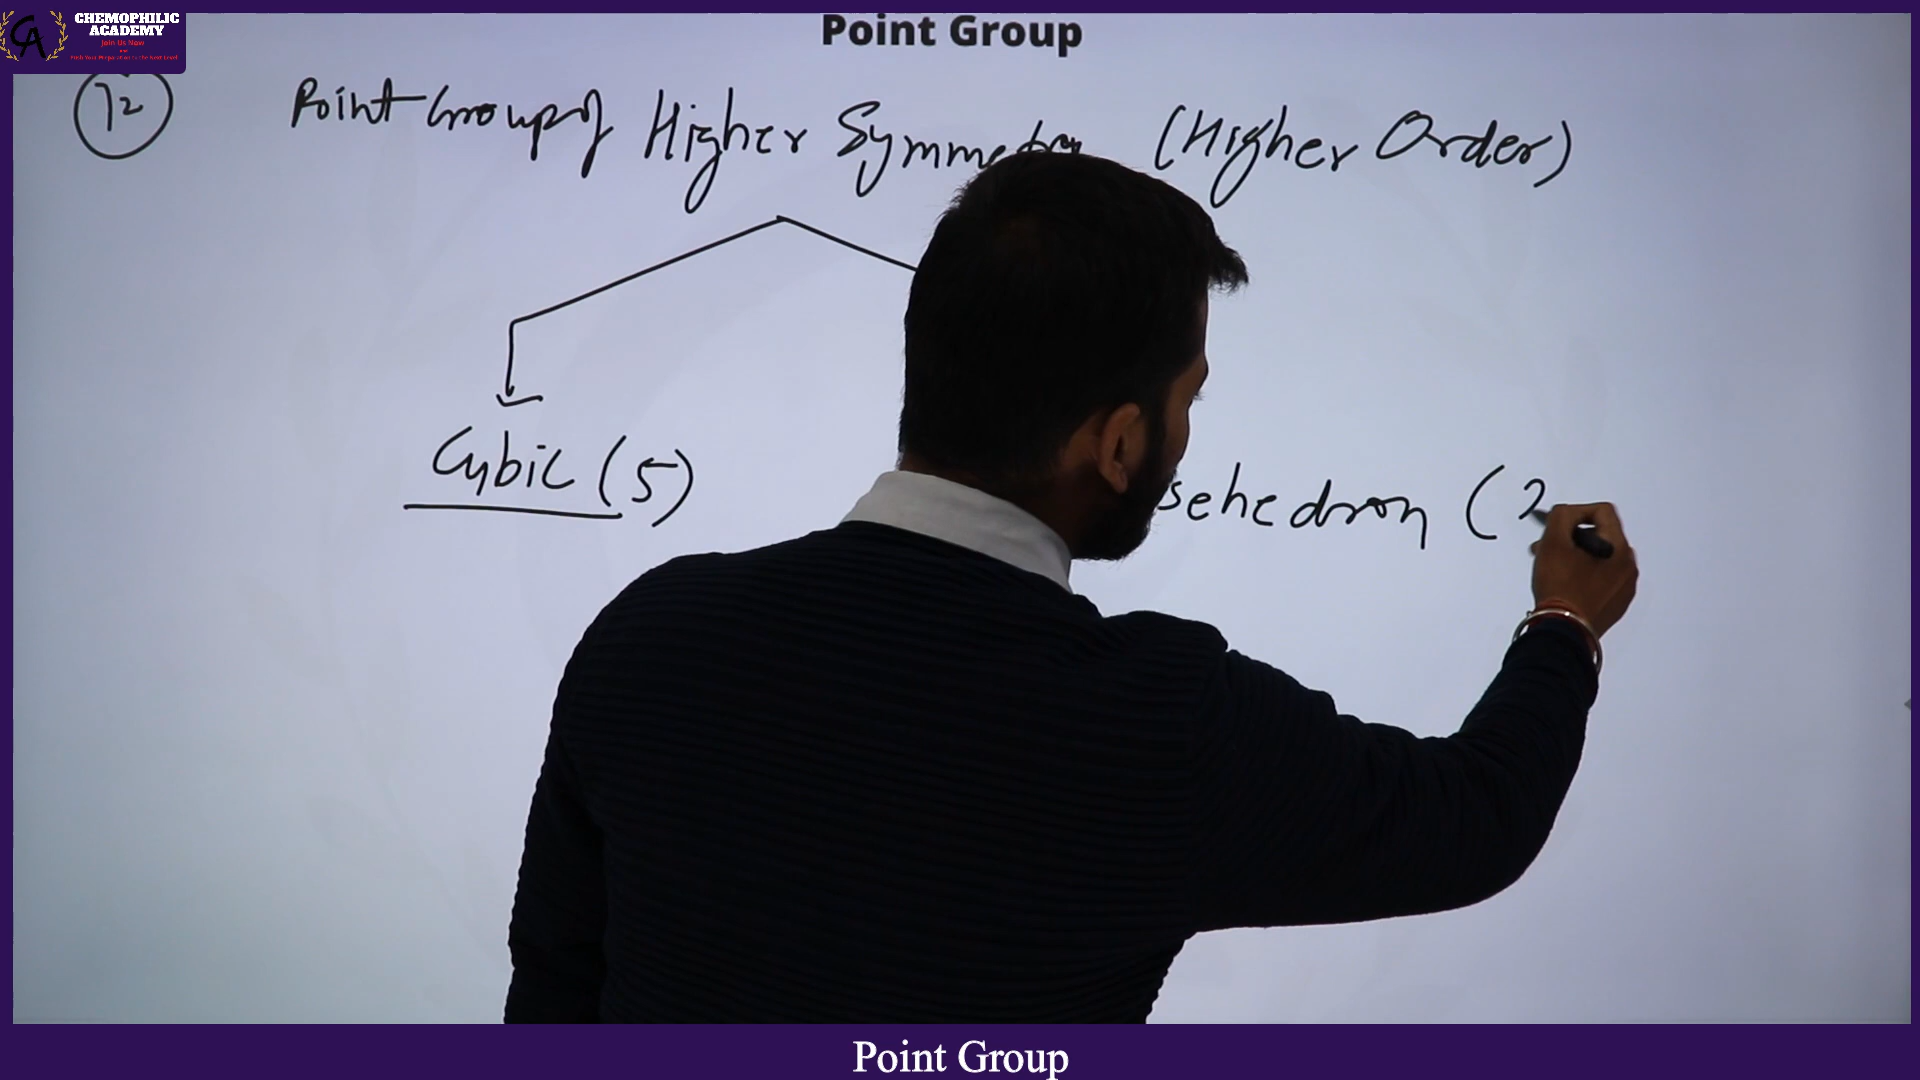 CHEMOPHILIC
ACADEMY
Join Us Now
Point Group
12
Point Group of Higher Symme (Higher Order)
Cubic (5)
sehedron (2
Point Group